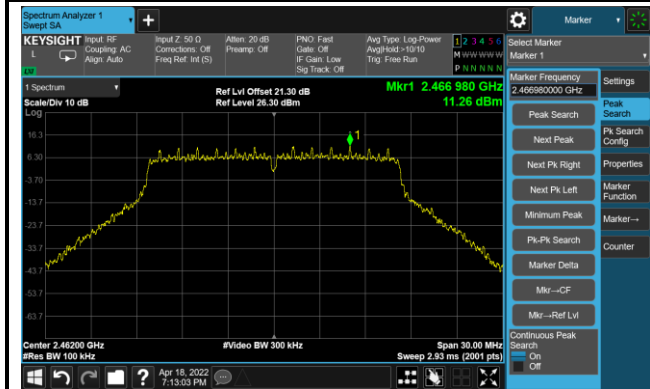 Spectrum Analyzer 1
Swept SA
+
Marker
KEYSIGHT
L
Input: RF
Coupling: AC
Align: Auto
Input Z: 50 Ω
Corrections: Off
Freq Ref: Int (S)
Atten: 20 dB
Preamp: Off
PNO: Fast
Gate: Off
IF Gain: Low
Sig Track: Off
Avg Type: Log-Power
Avg|Hold:>10/10
Trig: Free Run
1 2 3 4 5 6
M W W W W W
P N N N N N
Select Marker
Marker 1
1 Spectrum
Scale/Div 10 dB
Log
Ref Lvl Offset 21.30 dB
Ref Level 26.30 dBm
Mkr1 2.466 980 GHz
11.26 dBm
16.3
6.30
-3.70
-13.7
-23.7
-33.7
-43.7
-53.7
-63.7
1
Center 2.46200 GHz
#Res BW 100 kHz
#Video BW 300 kHz
Span 30.00 MHz
Sweep 2.93 ms (2001 pts)
Marker Frequency
2.466980000 GHz
Peak Search
Next Peak
Next Pk Right
Next Pk Left
Minimum Peak
Pk-Pk Search
Marker Delta
Mkr→CF
Mkr→Ref Lvl
Continuous Peak
Search
On
Off
Settings
Peak
Search
Pk Search
Config
Properties
Marker
Function
Marker→
Counter
?
Apr 18, 2022
7:13:03 PM